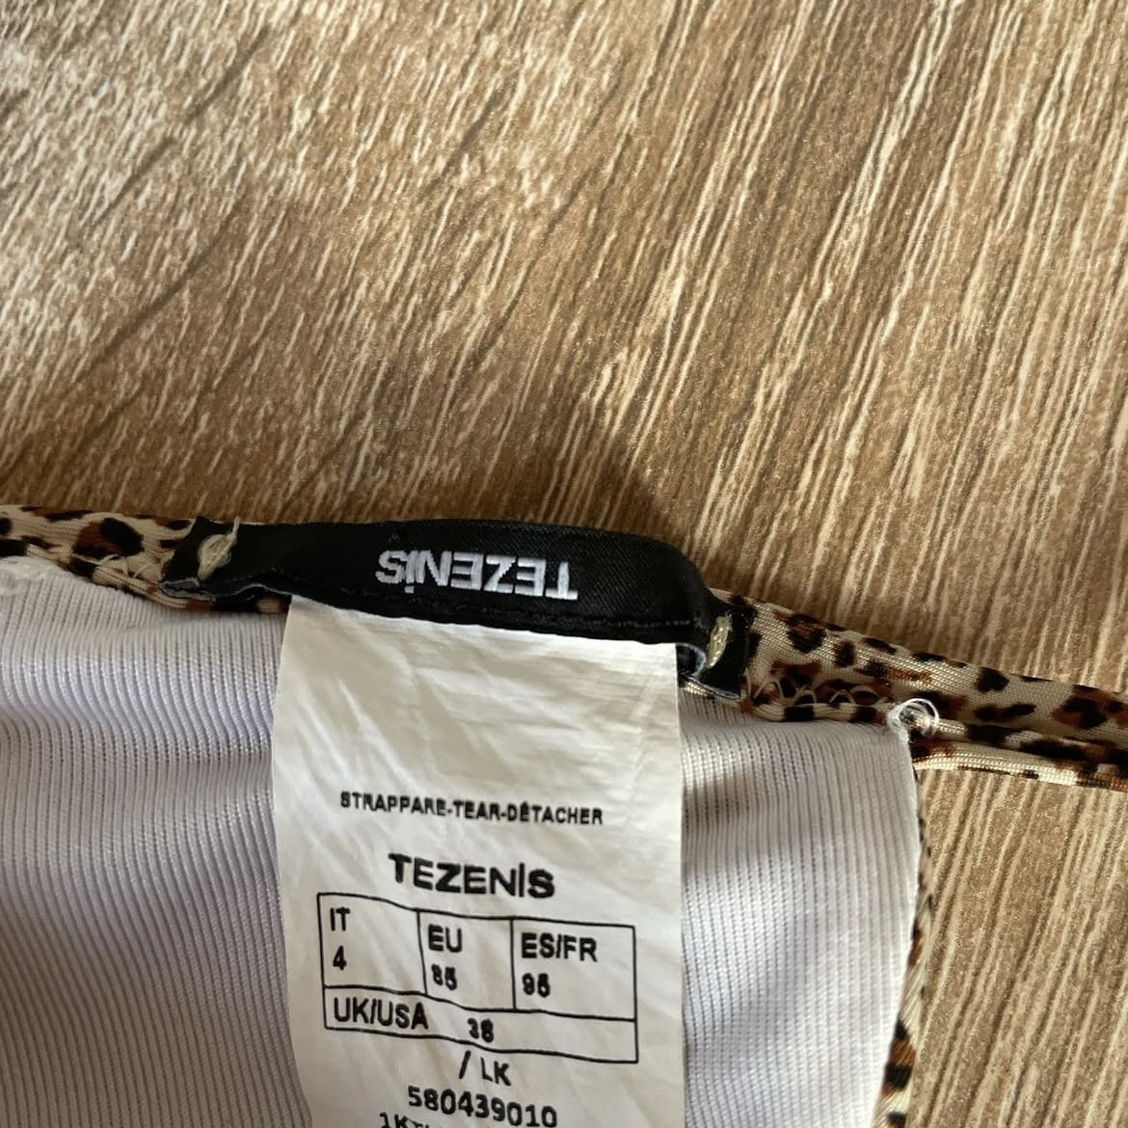 TEZENIS
STRAPPARE-TEAR-DÉTACHER
TEZENIS
IT EU ES/FR
4 85 95
UK/USA 38
/ LK
580439010